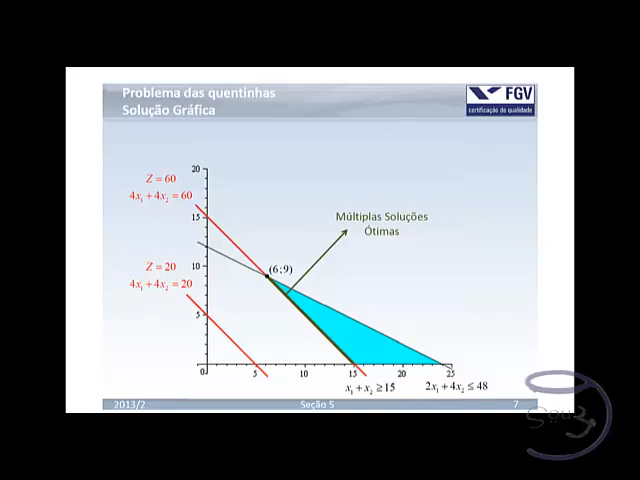 Problema das quentinhas
Solução Gráfica
FGV
certificação de qualidade
20
Z = 60
4x₁ + 4x₂ = 60
15
Múltiplas Soluções
Ótimas
10
(6;9)
Z = 20
4x₁ + 4x₂ = 20
5
0
5
10
15
20
25
x₁ + x₂ ≥ 15
2x₁ + 4x₂ ≤ 48
2013/2
Seção 5
7